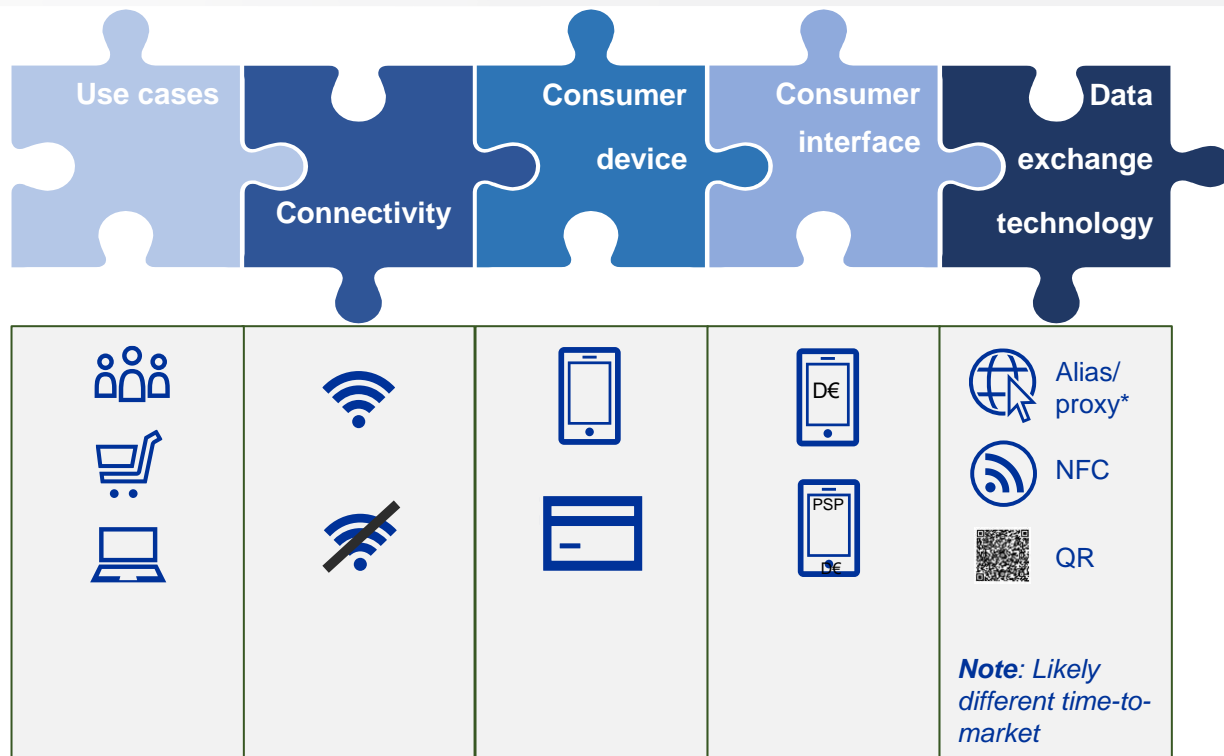 Use cases
Connectivity
Consumer
device
Consumer
interface
Data
exchange
technology
D€
PSP
D€
Alias/
proxy*
NFC
QR
Note: Likely
different time-to-
market